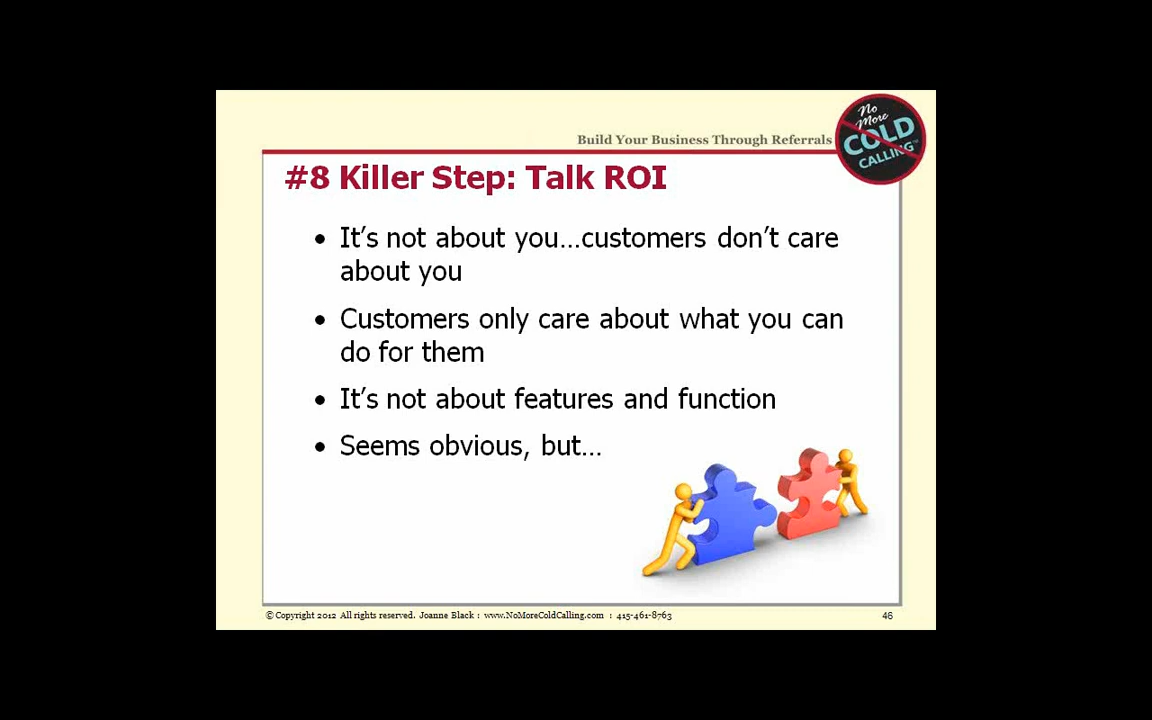 No
More
COLD
CALLING™
Build Your Business Through Referrals
#8 Killer Step: Talk ROI
• It's not about you…customers don't care
about you
• Customers only care about what you can
do for them
• It's not about features and function
• Seems obvious, but…
© Copyright 2012 All rights reserved. Joanne Black : www.NoMoreColdCalling.com : 415-461-8763
46